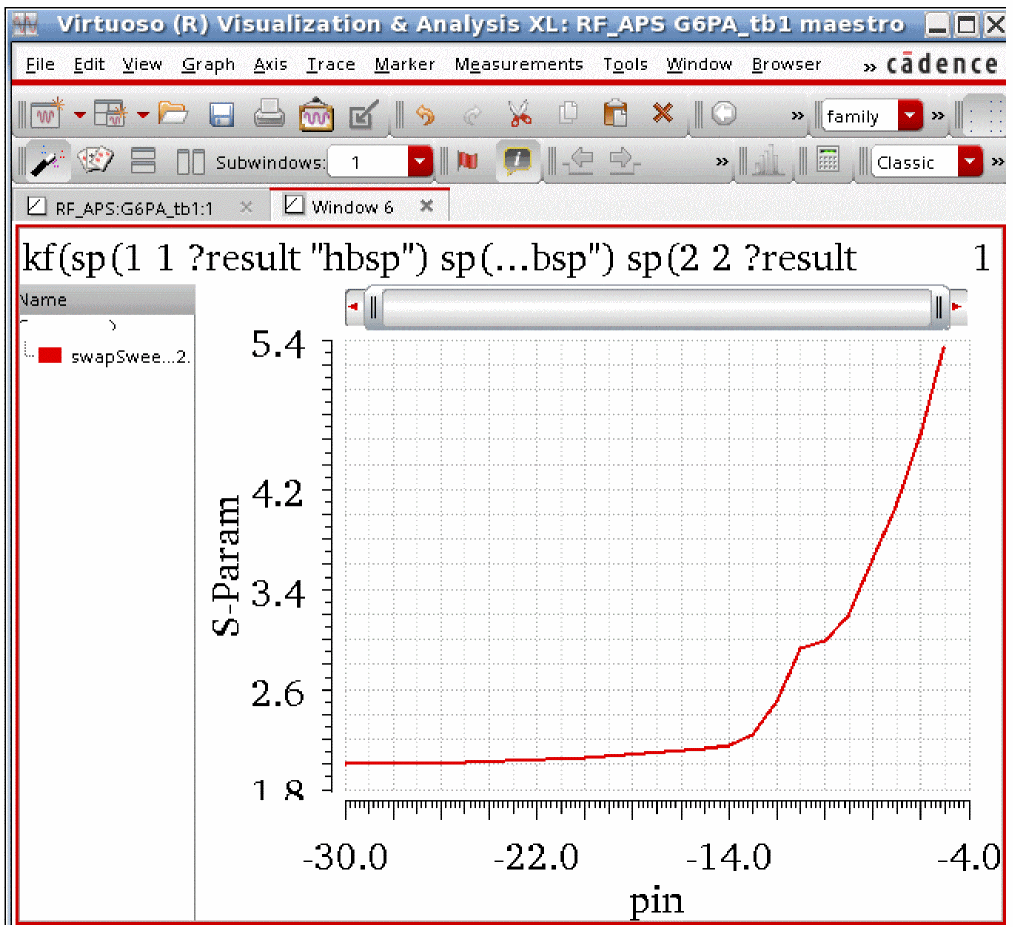 Virtuoso (R) Visualization & Analysis XL: RF_APS G6PA_tb1 maestro
File Edit View Graph Axis Trace Marker Measurements Tools Window Browser » cādence
» family »
Subwindows: 1 » Classic »
RF_APS:G6PA_tb1:1 Window 6
kf(sp(1 1 ?result "hbsp") sp(...bsp") sp(2 2 ?result 1
Name
swapSwee...2.
5.4
4.2
3.4
2.6
1.8
S-Param
-30.0 -22.0 -14.0 -4.0
pin